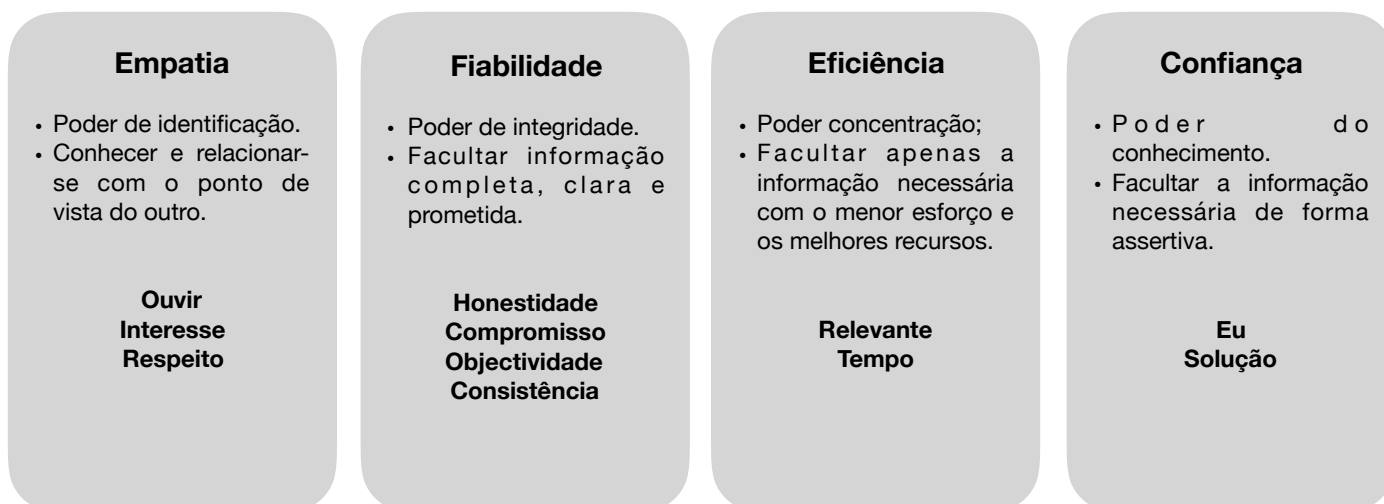 Empatia
• Poder de identificação.
• Conhecer e relacionar-
se com o ponto de
vista do outro.
Ouvir
Interesse
Respeito
Fiabilidade
• Poder de integridade.
• Facultar informação
completa, clara e
prometida.
Honestidade
Compromisso
Objectividade
Consistência
Eficiência
• Poder concentração;
• Facultar apenas a
informação necessária
com o menor esforço e
os melhores recursos.
Relevante
Tempo
Confiança
• Poder do
conhecimento.
• Facultar a informação
necessária de forma
assertiva.
Eu
Solução